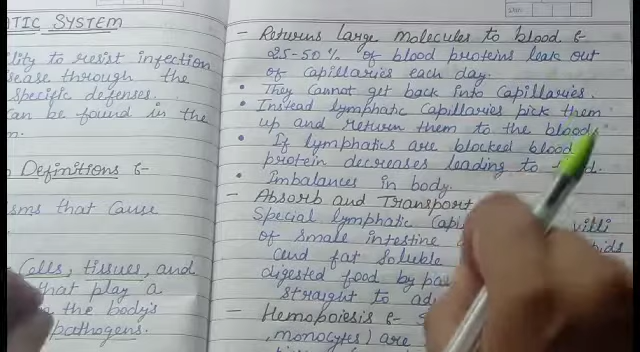 TIC SYSTEM
ility to resist infection
sease through the
specific defenses.
can be found in the
m.
Definitions :-
sms that cause
Cells, tissues, and
that play a
the body's
pathogens.
- Returns large molecules to blood :-
25-50% of blood proteins leak out
of capillaries each day.
• They cannot get back into capillaries.
• Instead lymphatic capillaries pick them
up and return them to the bloods
• If lymphatics are blocked blood
protein decreases leading to
• Imbalances in body.
- Absorb and Transport
Special lymphatic villi
of small intestine
and fat soluble
digested food by
straight to
- Hemopoiesis :-
monocytes) are